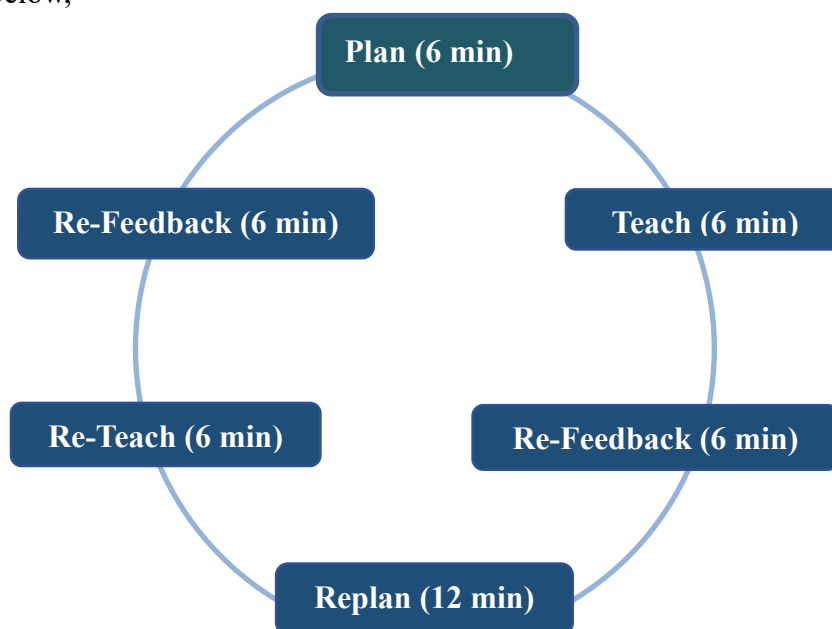 below,
Plan (6 min)
Re-Feedback (6 min)
Teach (6 min)
Re-Teach (6 min)
Re-Feedback (6 min)
Replan (12 min)